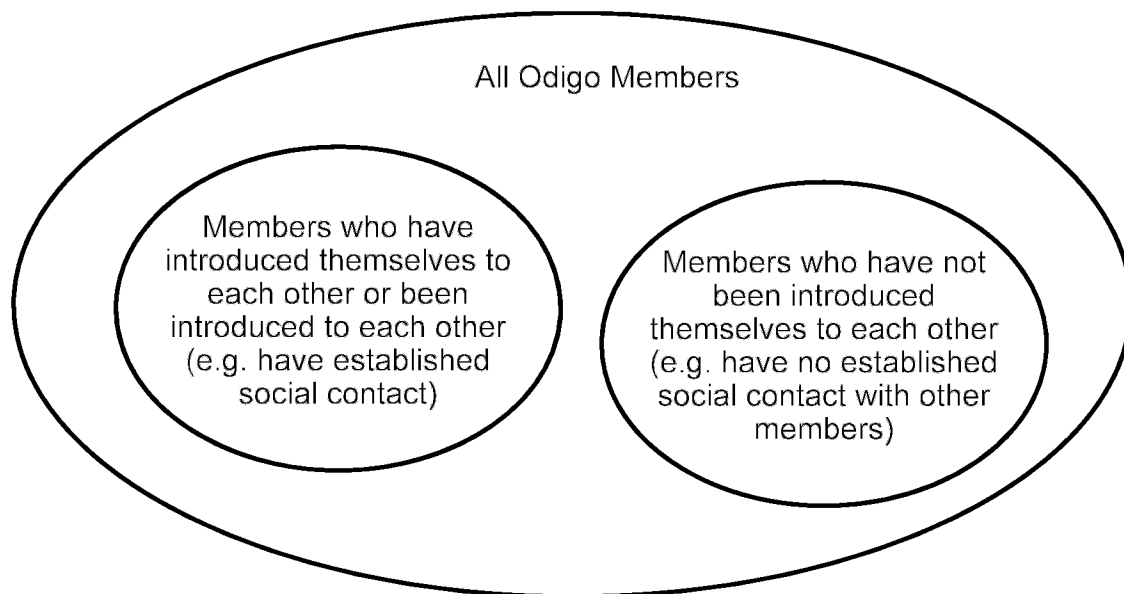 All Odigo Members
Members who have
introduced themselves to
each other or been
introduced to each other
(e.g. have established
social contact)
Members who have not
been introduced
themselves to each other
(e.g. have no established
social contact with other
members)